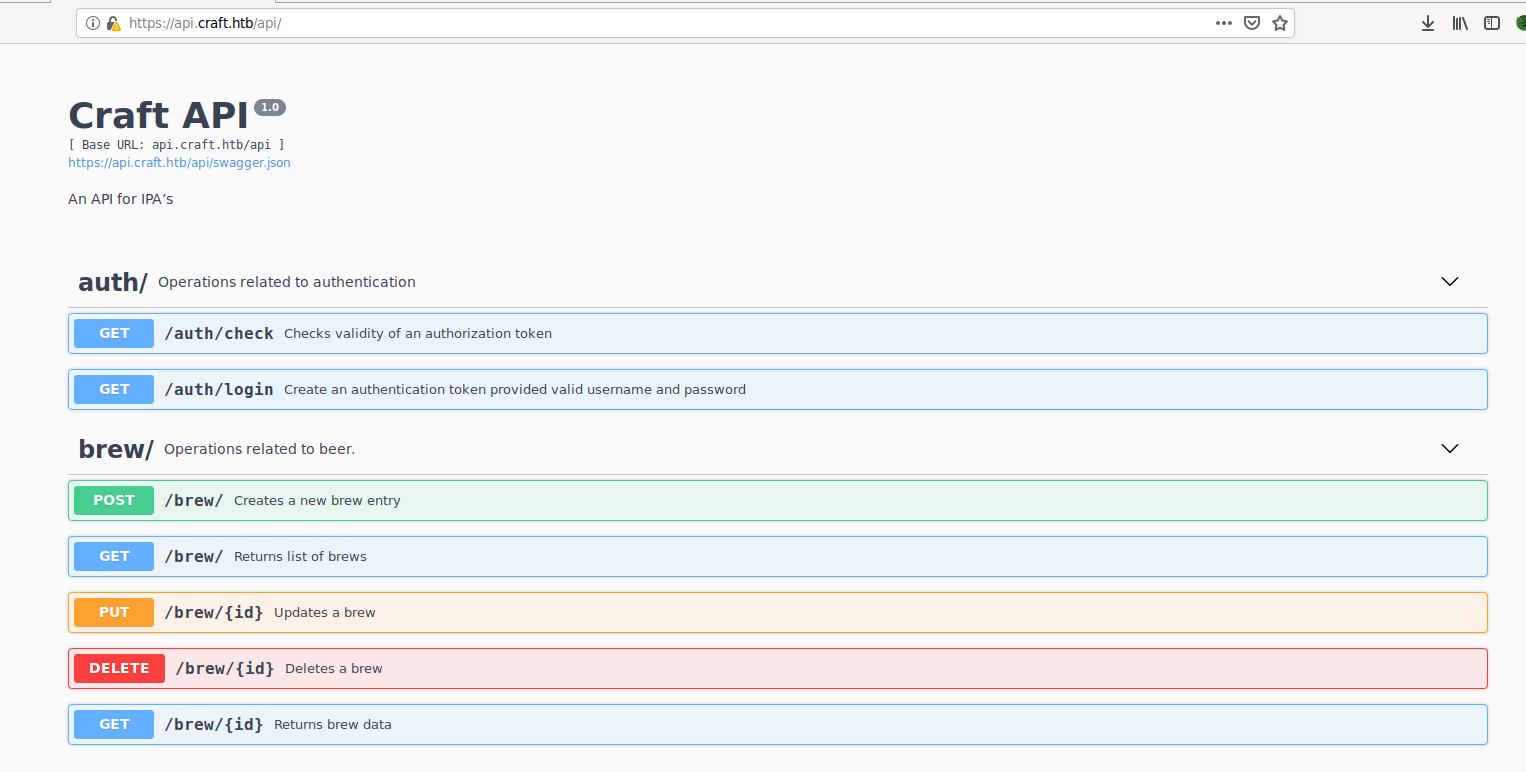 https://api.craft.htb/api/
Craft API 1.0
[ Base URL: api.craft.htb/api ]
https://api.craft.htb/api/swagger.json
An API for IPA’s
auth/ Operations related to authentication
GET /auth/check Checks validity of an authorization token
GET /auth/login Create an authentication token provided valid username and password
brew/ Operations related to beer.
POST /brew/ Creates a new brew entry
GET /brew/ Returns list of brews
PUT /brew/{id} Updates a brew
DELETE /brew/{id} Deletes a brew
GET /brew/{id} Returns brew data